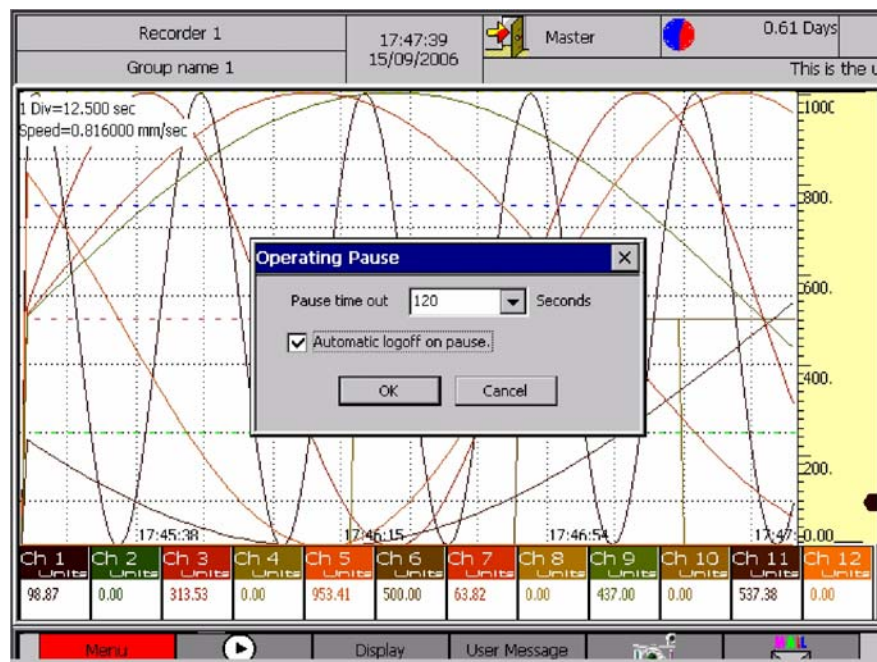 Recorder 1
Group name 1
17:47:39
15/09/2006
Master
0.61 Days
This is the u
1 Div=12.500 sec
Speed=0.816000 mm/sec
800.
600.
400.
200.
0.00
Operating Pause
Pause time out 120 Seconds
Automatic logoff on pause.
OK Cancel
17:45:38 17:46:15 17:46:54 17:47:
Ch 1 Ch 2 Ch 3 Ch 4 Ch 5 Ch 6 Ch 7 Ch 8 Ch 9 Ch 10 Ch 11 Ch 12
Units Units Units Units Units Units Units Units Units Units Units Units
98.87 0.00 313.53 0.00 953.41 500.00 63.82 0.00 437.00 0.00 537.38 0.00
Menu Display User Message MAIL